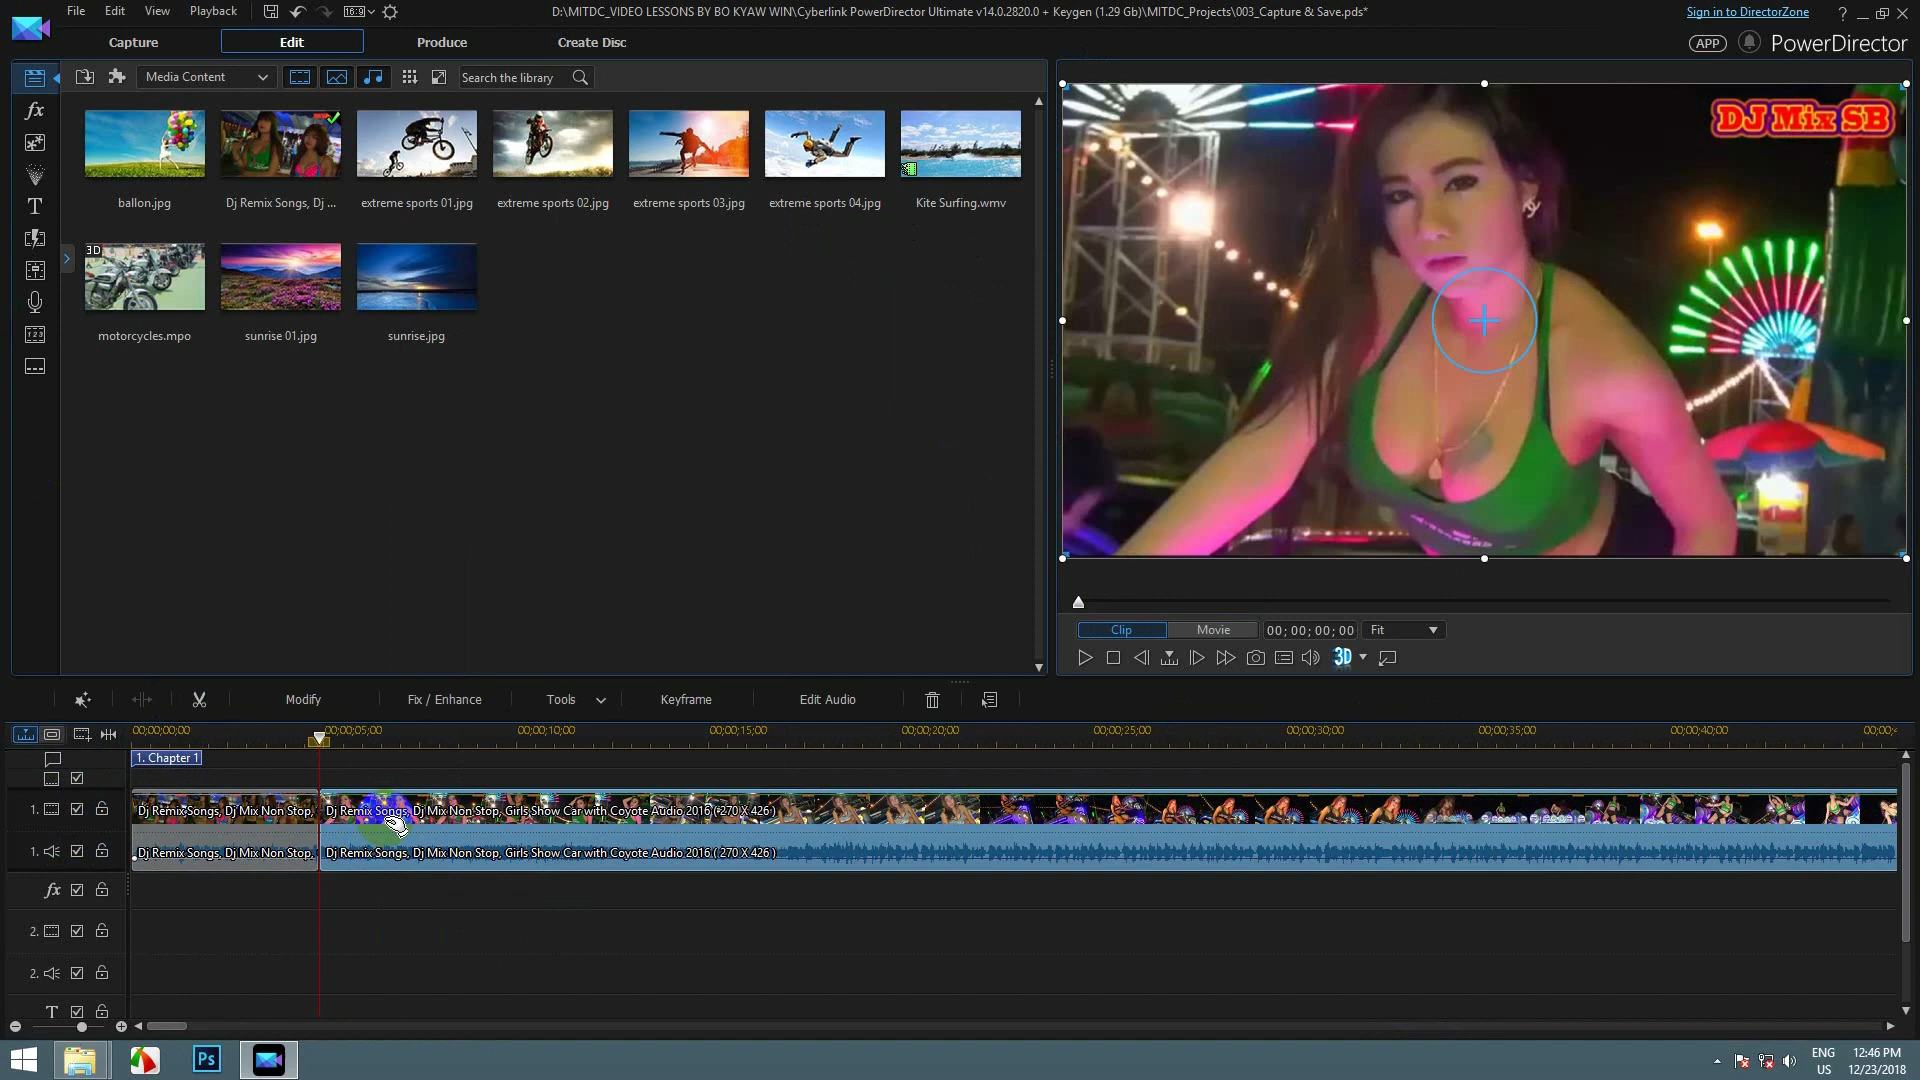 File Edit View Playback 16:9 D:\MITDC_VIDEO LESSONS BY BO KYAW WIN\Cyberlink PowerDirector Ultimate v14.0.2820.0 + Keygen (1.29 Gb)\MITDC_Projects\003_Capture & Save.pds* Sign in to DirectorZone ?
Capture Edit Produce Create Disc APP PowerDirector
Media Content Search the library
DJ Mix SB
ballon.jpg Dj Remix Songs, Dj ... extreme sports 01.jpg extreme sports 02.jpg extreme sports 03.jpg extreme sports 04.jpg Kite Surfing.wmv
3D
motorcycles.mpo sunrise 01.jpg sunrise.jpg
fx
T
Clip Movie 00; 00; 00; 00 Fit
3D
Modify Fix / Enhance Tools Keyframe Edit Audio
00;00;00;00 00;00;05;00 00;00;10;00 00;00;15;00 00;00;20;00 00;00;25;00 00;00;30;00 00;00;35;00 00;00;40;00
1. Chapter 1
1. Dj Remix Songs, Dj Mix Non Stop, Dj Remix Songs, Dj Mix Non Stop, Girls Show Car with Coyote Audio 2016 ( 270 X 426 )
1. Dj Remix Songs, Dj Mix Non Stop, Dj Remix Songs, Dj Mix Non Stop, Girls Show Car with Coyote Audio 2016 ( 270 X 426 )
fx
2.
2.
T
Ps
ENG 12:46 PM
US 12/23/2018